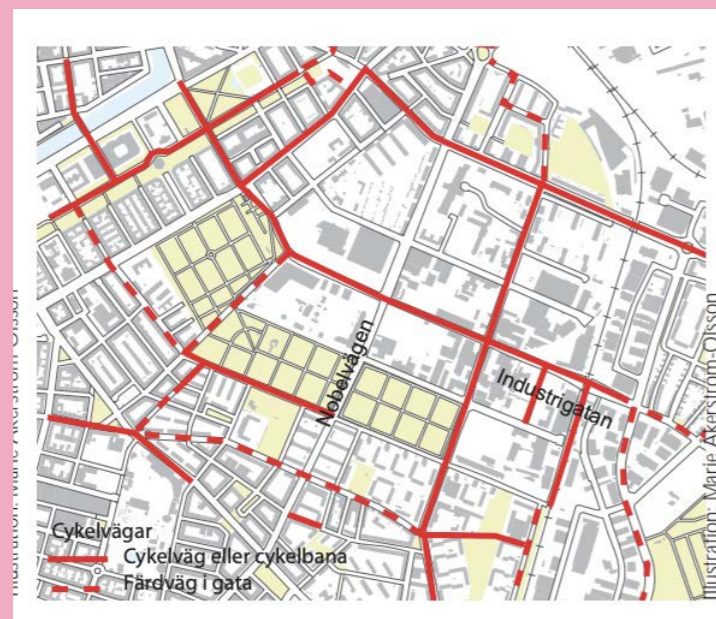 Nobelvägen
Industrigatan
Cykelvägar
Cykelväg eller cykelbana
Färdväg i gata
Illustration: Marie Åkerström-Olsson